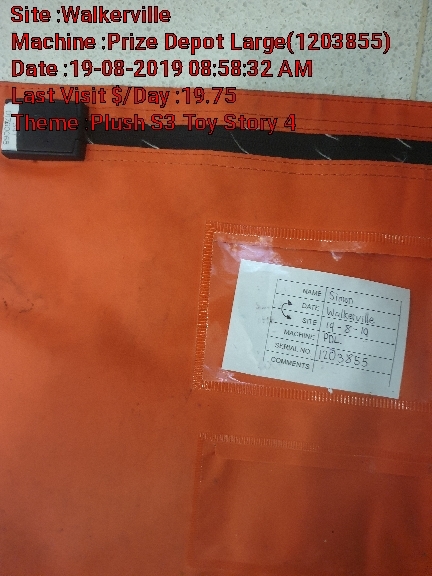 Site :Walkerville
Machine :Prize Depot Large(1203855)
Date :19-08-2019 08:58:32 AM
Last Visit $/Day :19.75
Theme :Plush S3 Toy Story 4
NAME Simon
DATE Walkerville
SITE 19-8-19
MACHINE PDL
SERIAL NO 1203855
COMMENTS